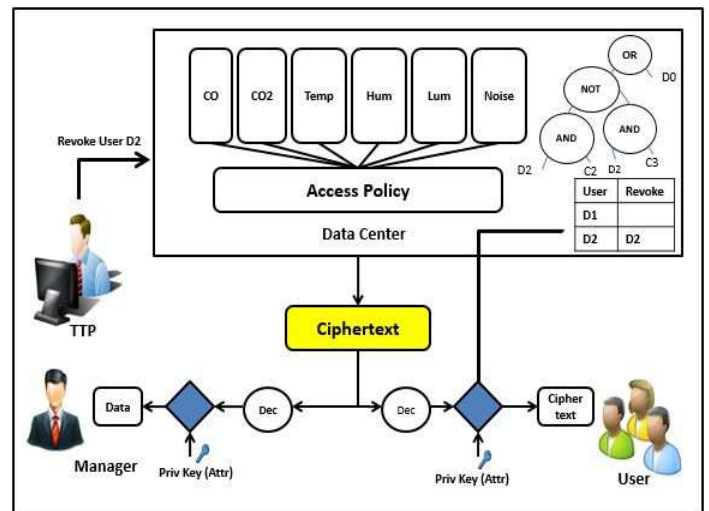 OR
D0
NOT
CO
CO2
Temp
Hum
Lum
Noise
AND
AND
Revoke User D2
D2
C2
D2
C3
Access Policy
User
Revoke
D1
Data Center
D2
D2
TTP
Ciphertext
Data
Dec
Dec
Cipher
text
Manager
Priv Key (Attr)
Priv Key (Attr)
User